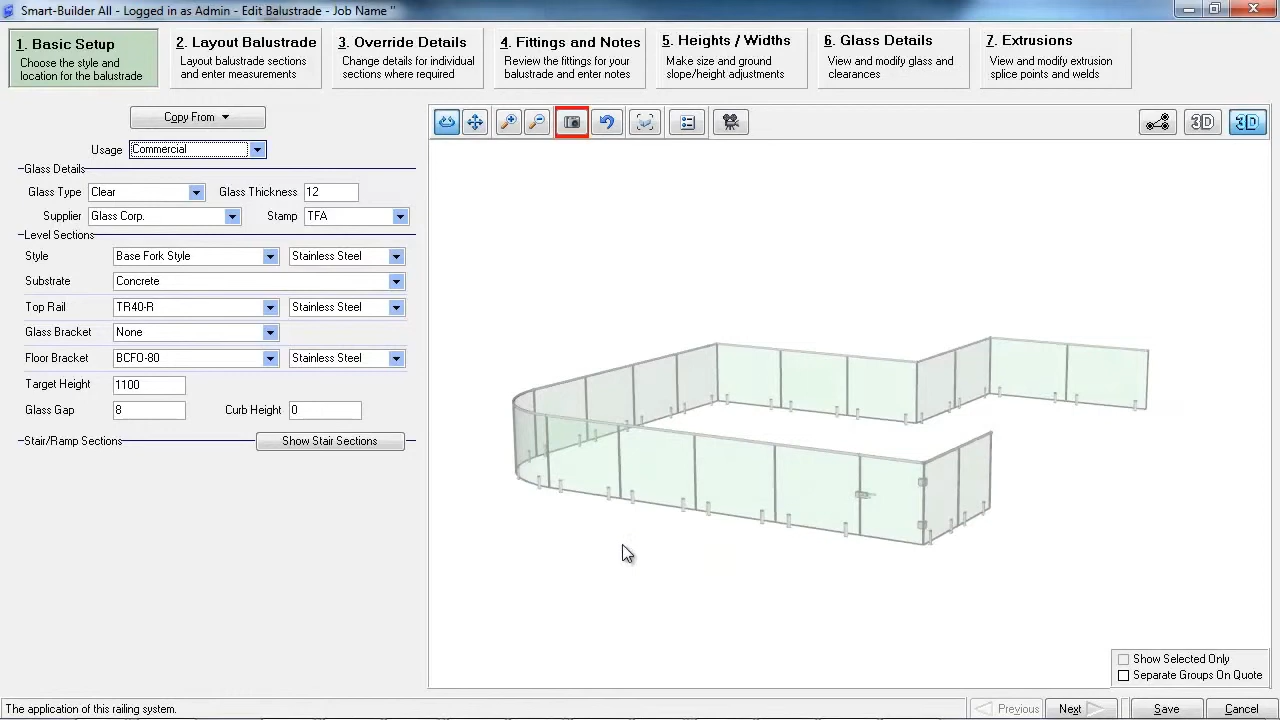 Smart-Builder All - Logged in as Admin - Edit Balustrade - Job Name ''
1. Basic Setup
Choose the style and
location for the balustrade
2. Layout Balustrade
Layout balustrade sections
and enter measurements
3. Override Details
Change details for individual
sections where required
4. Fittings and Notes
Review the fittings for your
balustrade and enter notes
5. Heights / Widths
Make size and ground
slope/height adjustments
6. Glass Details
View and modify glass and
clearances
7. Extrusions
View and modify extrusion
splice points and welds
Copy From
Usage Commercial
Glass Details
Glass Type Clear Glass Thickness 12
Supplier Glass Corp. Stamp TFA
Level Sections
Style Base Fork Style Stainless Steel
Substrate Concrete
Top Rail TR40-R Stainless Steel
Glass Bracket None
Floor Bracket BCFO-80 Stainless Steel
Target Height 1100
Glass Gap 8 Curb Height 0
Stair/Ramp Sections Show Stair Sections
3D 3D
Show Selected Only
Separate Groups On Quote
The application of this railing system.
Previous Next Save Cancel